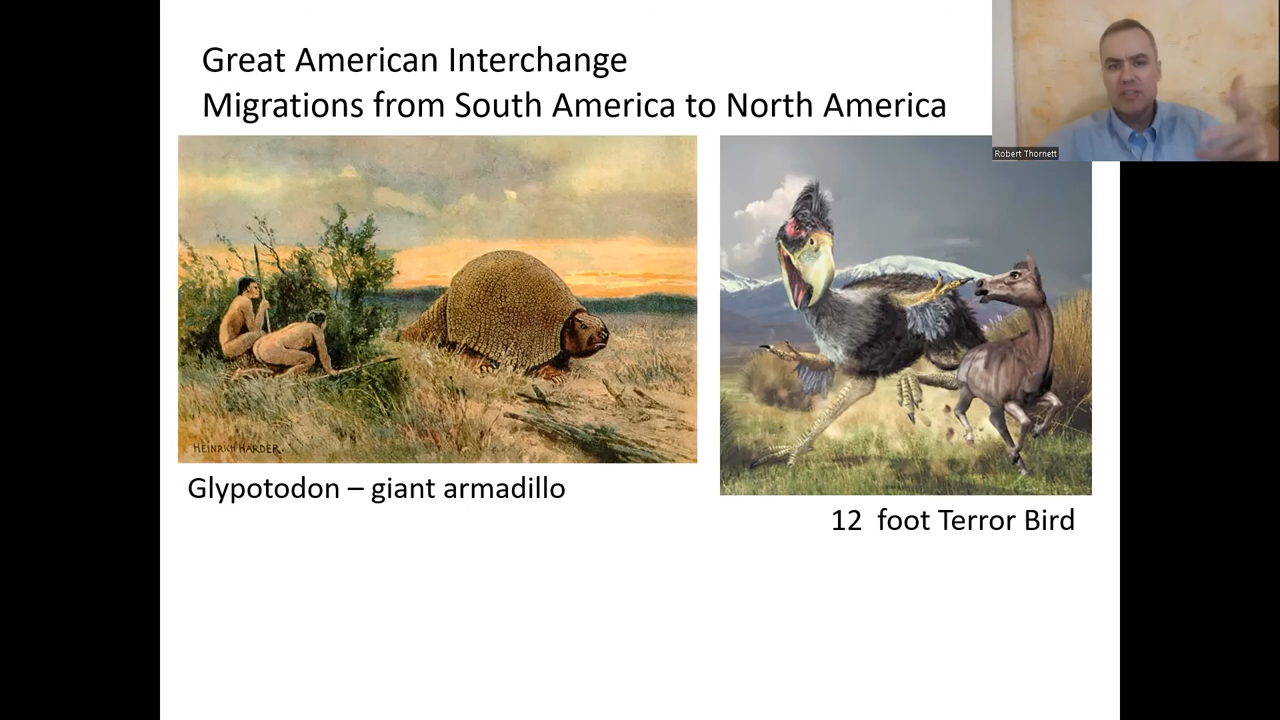 Great American Interchange
Migrations from South America to North America
Robert Thornett
HEINRICH HARDER.
Glypotodon – giant armadillo
12 foot Terror Bird